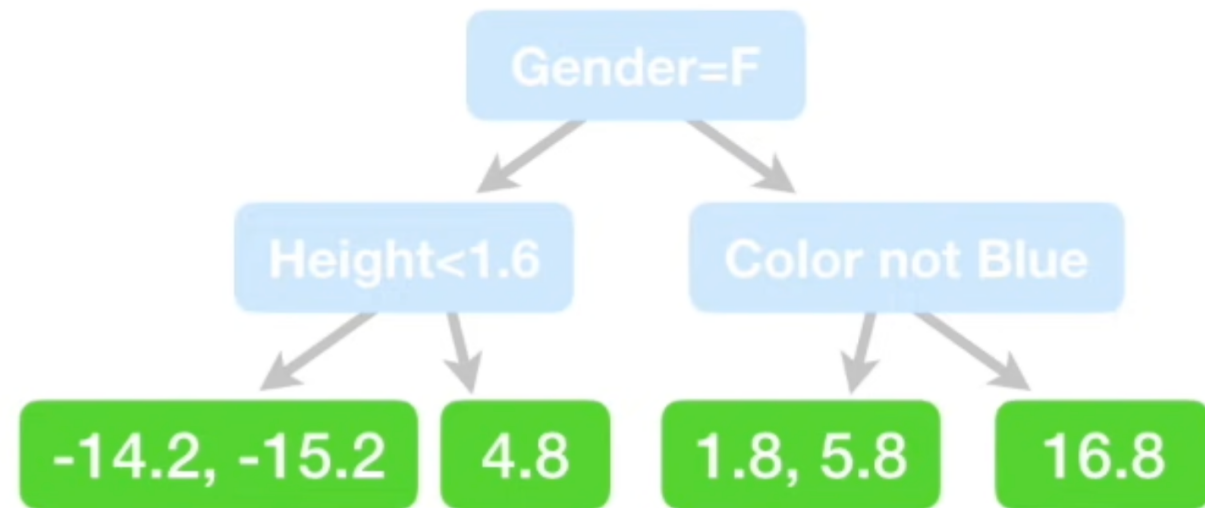 Gender=F
Height<1.6
Color not Blue
-14.2, -15.2
4.8
1.8, 5.8
16.8